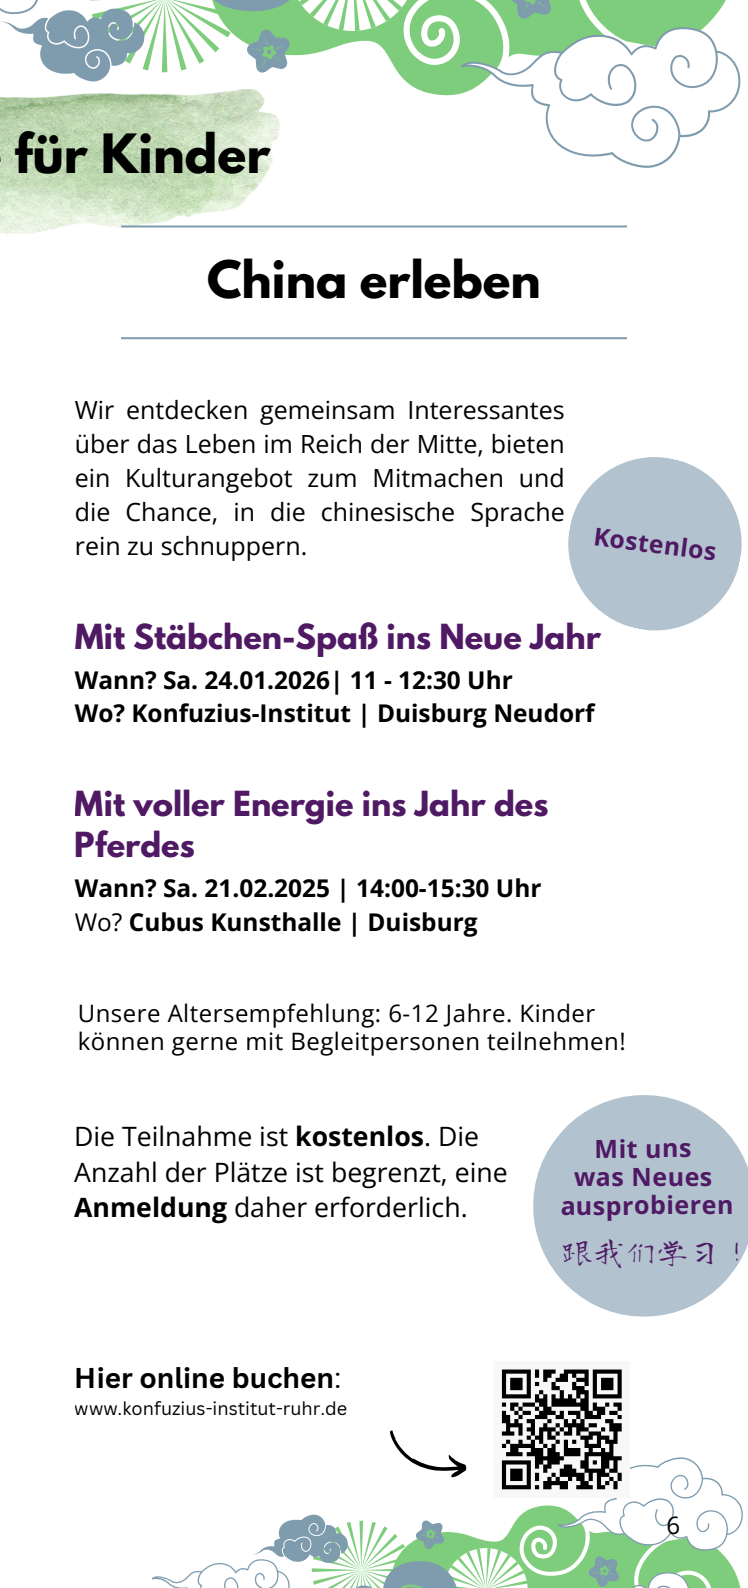 für Kinder
China erleben
Wir entdecken gemeinsam Interessantes
über das Leben im Reich der Mitte, bieten
ein Kulturangebot zum Mitmachen und
die Chance, in die chinesische Sprache
rein zu schnuppern.
Kostenlos
Mit Stäbchen-Spaß ins Neue Jahr
Wann? Sa. 24.01.2026| 11 - 12:30 Uhr
Wo? Konfuzius-Institut | Duisburg Neudorf
Mit voller Energie ins Jahr des
Pferdes
Wann? Sa. 21.02.2025 | 14:00-15:30 Uhr
Wo? Cubus Kunsthalle | Duisburg
Unsere Altersempfehlung: 6-12 Jahre. Kinder
können gerne mit Begleitpersonen teilnehmen!
Die Teilnahme ist kostenlos. Die
Anzahl der Plätze ist begrenzt, eine
Anmeldung daher erforderlich.
Mit uns
was Neues
ausprobieren
跟我们学习！
Hier online buchen:
www.konfuzius-institut-ruhr.de
6